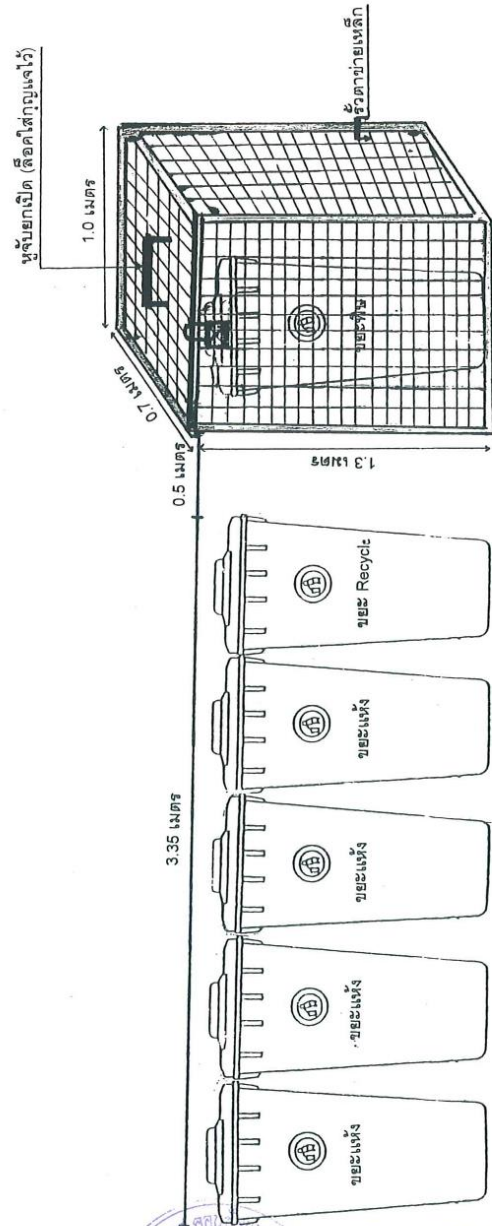 หูจับยกเปิด (ล็อคใส่กุญแจไว้)
1.0 เมตร
0.7 เมตร
0.5 เมตร
3.35 เมตร
1.3 เมตร
รั้วตาข่ายเหล็ก
ขยะแห้ง
ขยะแห้ง
ขยะแห้ง
ขยะแห้ง
ขยะ Recycle
ขยะพิษ